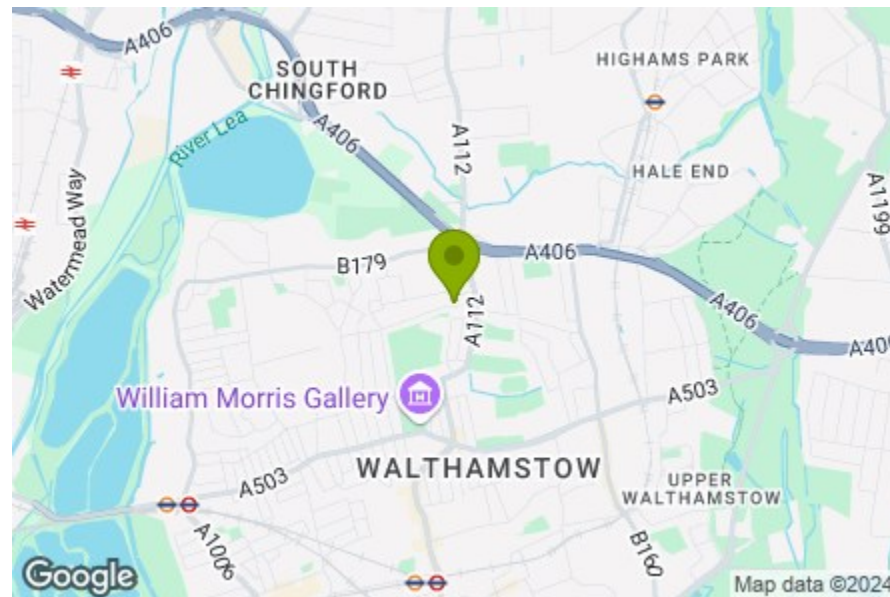 A406
SOUTH
CHINGFORD
HIGHAMS PARK
River Lea
A406
A112
HALE END
A1199
Watermead Way
B179
A406
A406
A406
A112
William Morris Gallery
A503
WALTHAMSTOW
A503
UPPER
WALTHAMSTOW
A1006
B160
Google
Map data ©2024